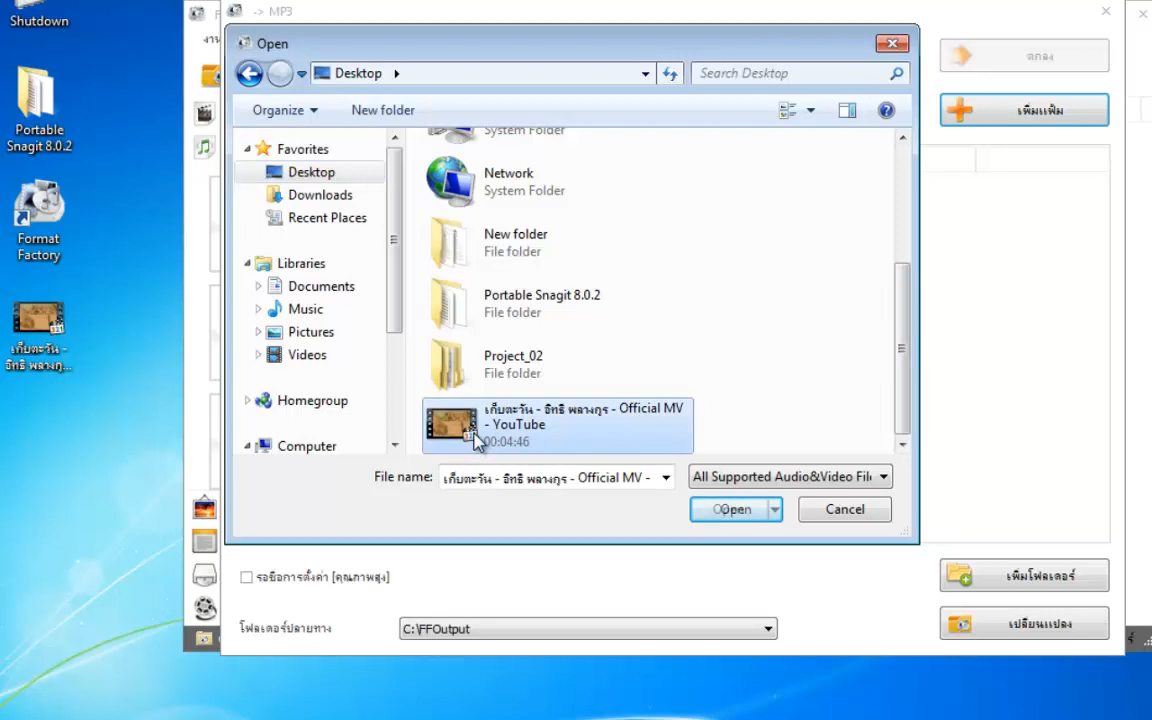 Shutdown
Portable
Snagit 8.0.2
Format
Factory
เก็บตะวัน -
อิทธิ พลางกู...
-> MP3
Open
Desktop
Search Desktop
Organize
New folder
Favorites
Desktop
Downloads
Recent Places
Libraries
Documents
Music
Pictures
Videos
Homegroup
Computer
System Folder
Network
System Folder
New folder
File folder
Portable Snagit 8.0.2
File folder
Project_02
File folder
เก็บตะวัน - อิทธิ พลางกูร - Official MV
- YouTube
00:04:46
File name:
เก็บตะวัน - อิทธิ พลางกูร - Official MV -
All Supported Audio&Video File
Open
Cancel
ตกลง
เพิ่มแฟ้ม
รอชื่อการตั้งค่า [คุณภาพสูง]
โฟลเดอร์ปลายทาง
C:\FFOutput
เพิ่มโฟลเดอร์
เปลี่ยนแปลง